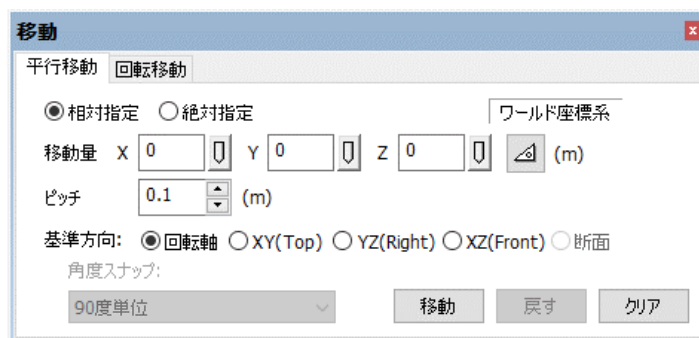 移動
平行移動 回転移動
相対指定 絶対指定 ワールド座標系
移動量 X 0 Y 0 Z 0 (m)
ピッチ 0.1 (m)
基準方向: 回転軸 XY(Top) YZ(Right) XZ(Front) 断面
角度スナップ:
90度単位 移動 戻す クリア